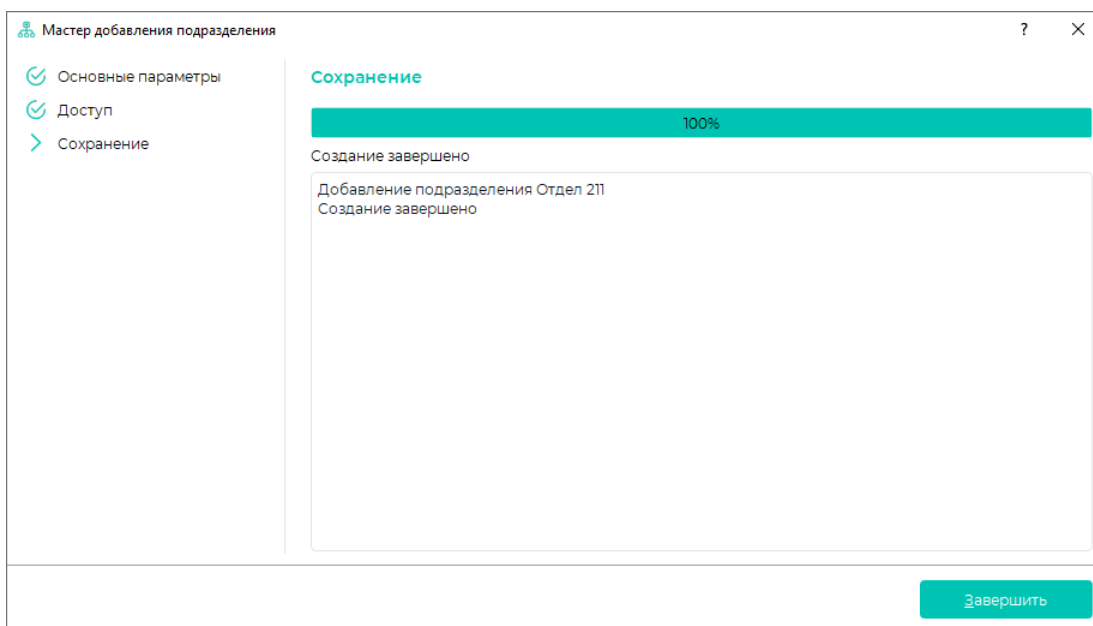 Мастер добавления подразделения
?
Основные параметры
Доступ
Сохранение
Сохранение
100%
Создание завершено
Добавление подразделения Отдел 211
Создание завершено
Завершить